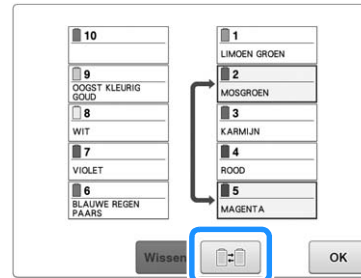 10
9
OOGST KLEURIG
GOUD
8
WIT
7
VIOLET
6
BLAUWE REGEN
PAARS
1
LIMOEN GROEN
2
MOSGROEN
3
KARMIJN
4
ROOD
5
MAGENTA
Wissen
OK